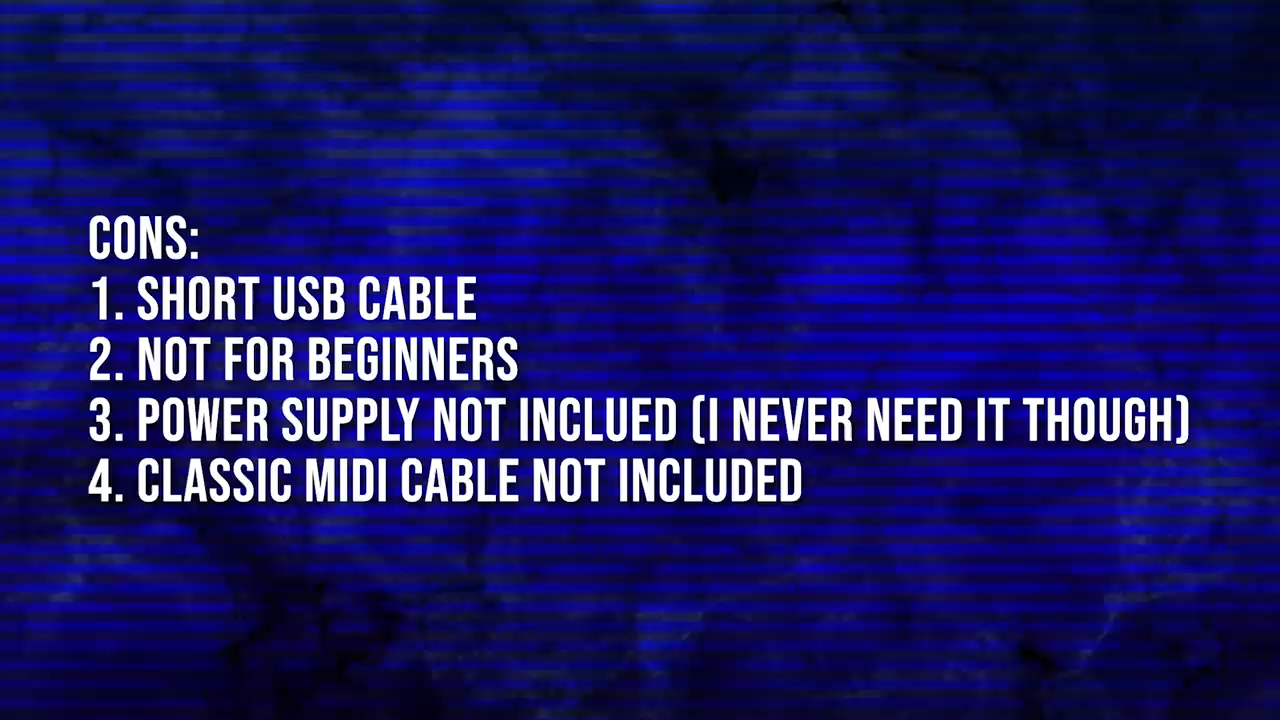 CONS:
1. SHORT USB CABLE
2. NOT FOR BEGINNERS
3. POWER SUPPLY NOT INCLUED (I NEVER NEED IT THOUGH)
4. CLASSIC MIDI CABLE NOT INCLUDED